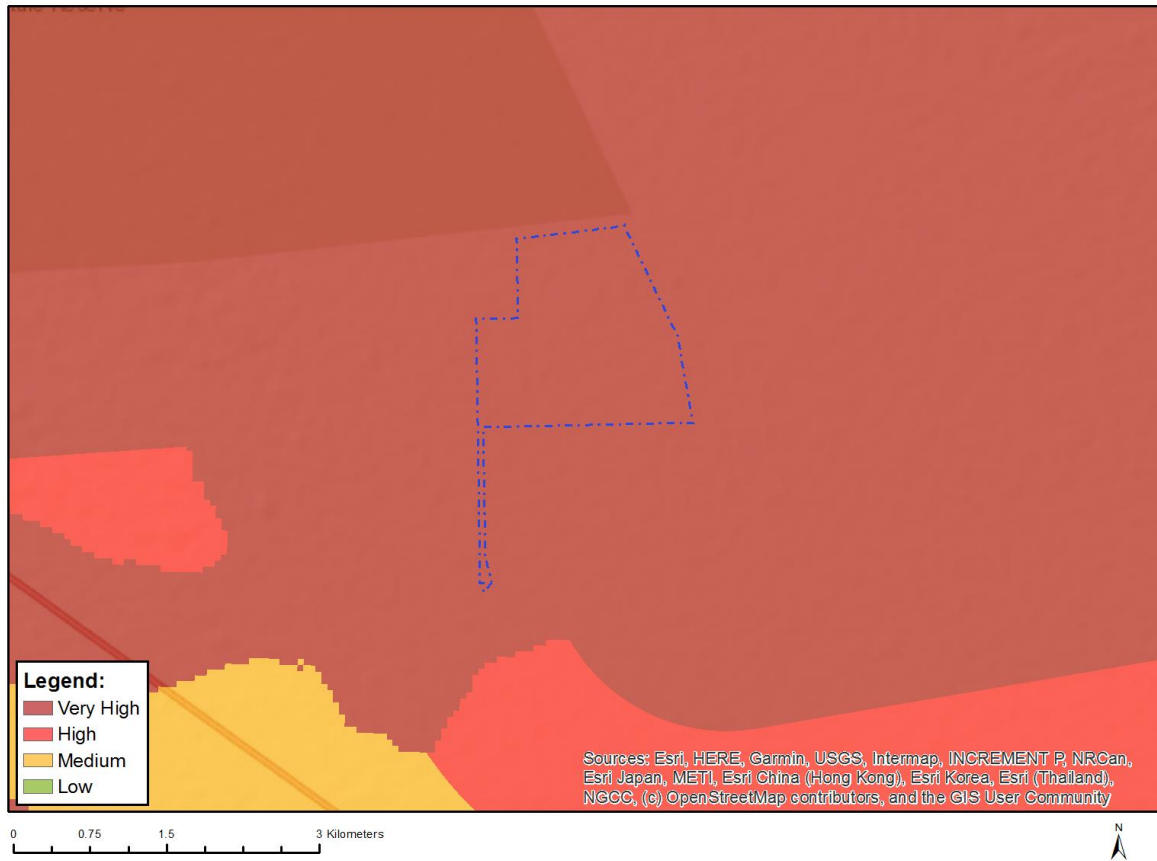 Legend:
Very High
High
Medium
Low
Sources: Esri, HERE, Garmin, USGS, Intermap, INCREMENT P, NRCan,
Esri Japan, METI, Esri China (Hong Kong), Esri Korea, Esri (Thailand),
NGCC, (c) OpenStreetMap contributors, and the GIS User Community
0 0.75 1.5 3 Kilometers
N